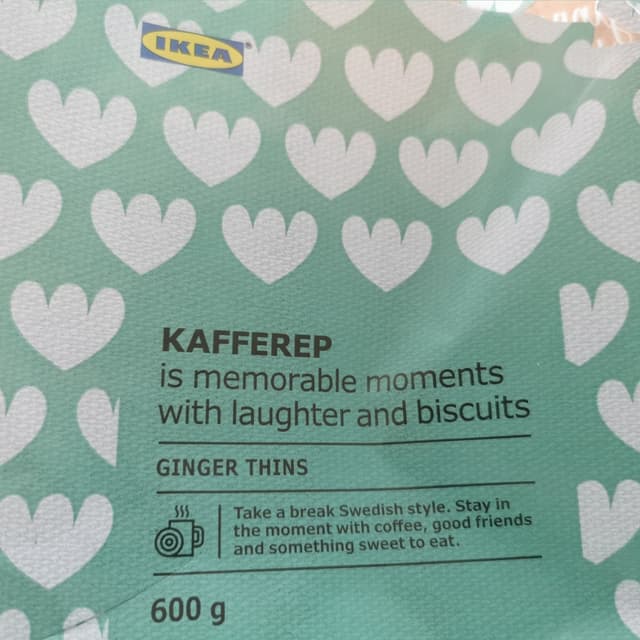 IKEA
KAFFEREP
is memorable moments
with laughter and biscuits
GINGER THINS
Take a break Swedish style. Stay in
the moment with coffee, good friends
and something sweet to eat.
600 g